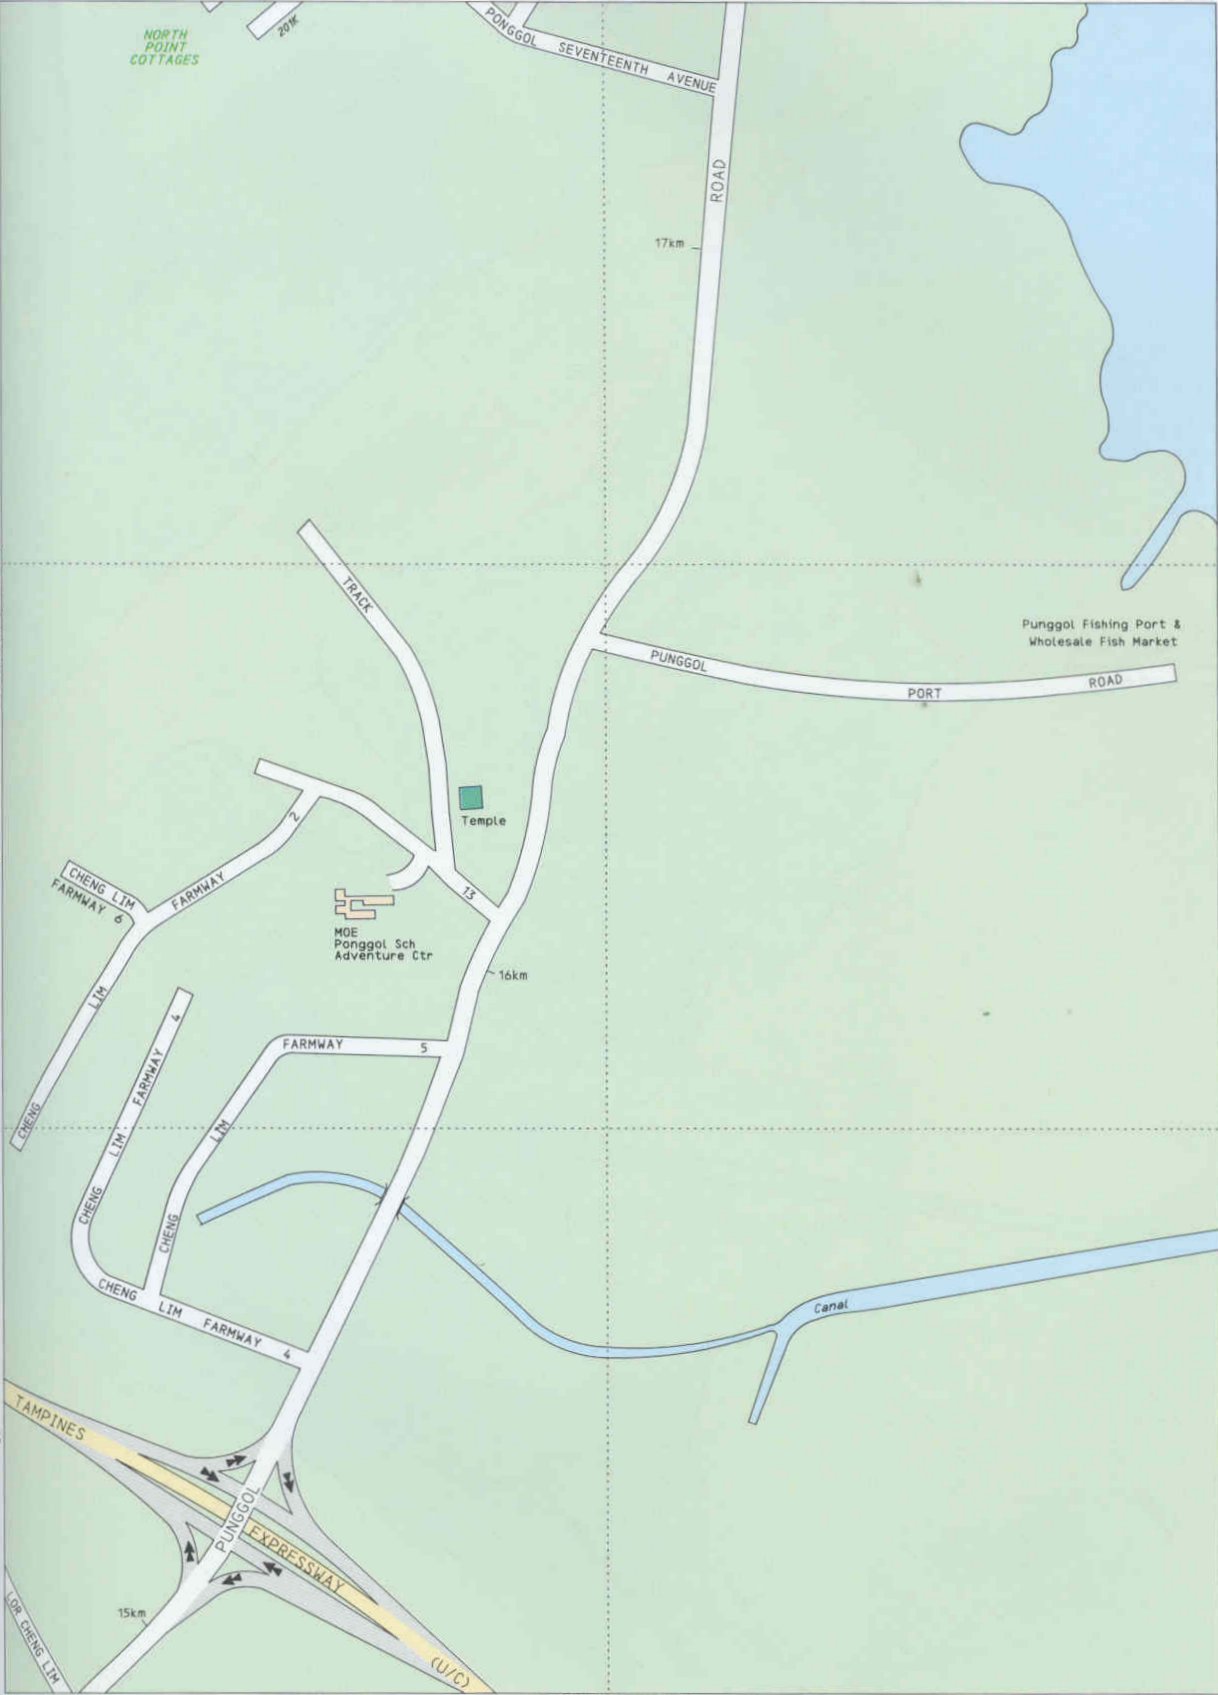 NORTH
POINT
COTTAGES
201K
PONGGOL SEVENTEENTH AVENUE
ROAD
17km
TRACK
Punggol Fishing Port &
Wholesale Fish Market
PUNGGOL PORT ROAD
Temple
2
FARMWAY
LIM
CHENG
CHENG LIM
FARMWAY 6
13
MOE
Ponggol Sch
Adventure Ctr
16km
CHENG LIM FARMWAY 4
FARMWAY 5
LIM
CHENG
CHENG LIM FARMWAY 4
Canal
TAMPINES EXPRESSWAY (U/C)
PUNGGOL
15km
LOR CHENG LIM